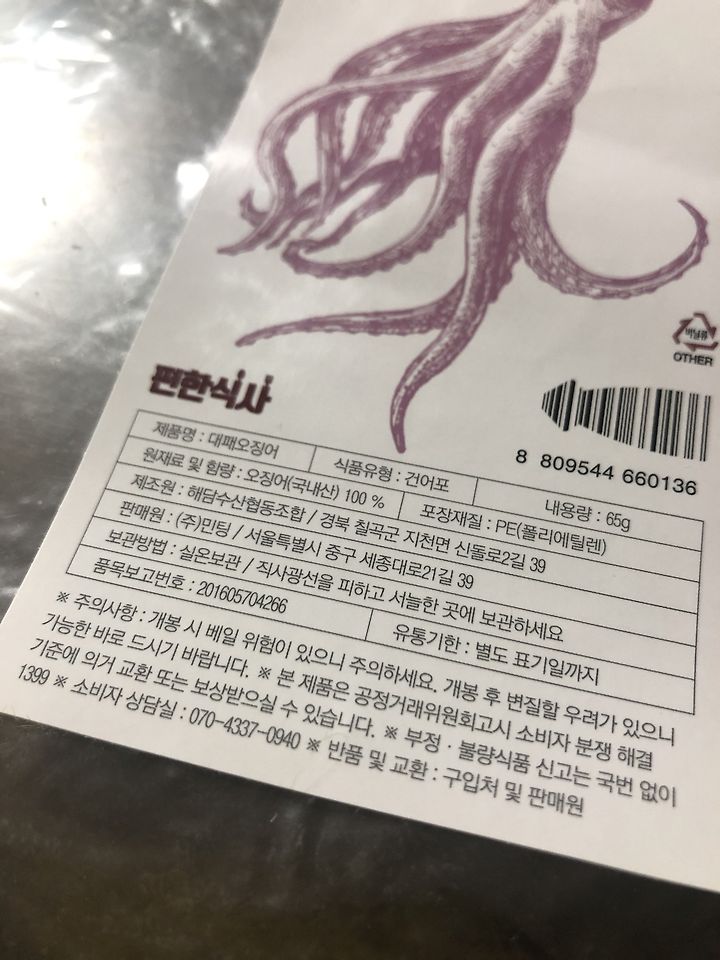 비닐류
OTHER
편한식사
8 809544 660136
제품명 : 대패오징어
식품유형 : 건어포
내용량 : 65g
원재료 및 함량 : 오징어(국내산) 100 %
포장재질 : PE(폴리에틸렌)
제조원 : 해담수산협동조합 / 경북 칠곡군 지천면 신돌로2길 39
판매원 : (주)민팅 / 서울특별시 중구 세종대로21길 39
보관방법 : 실온보관 / 직사광선을 피하고 서늘한 곳에 보관하세요
품목보고번호 : 201605704266
유통기한 : 별도 표기일까지
※ 주의사항 : 개봉 시 베일 위험이 있으니 주의하세요. 개봉 후 변질할 우려가 있으니
가능한 바로 드시기 바랍니다. ※ 본 제품은 공정거래위원회고시 소비자 분쟁 해결
기준에 의거 교환 또는 보상받으실 수 있습니다. ※ 부정 · 불량식품 신고는 국번 없이
1399 ※ 소비자 상담실 : 070-4337-0940 ※ 반품 및 교환 : 구입처 및 판매원